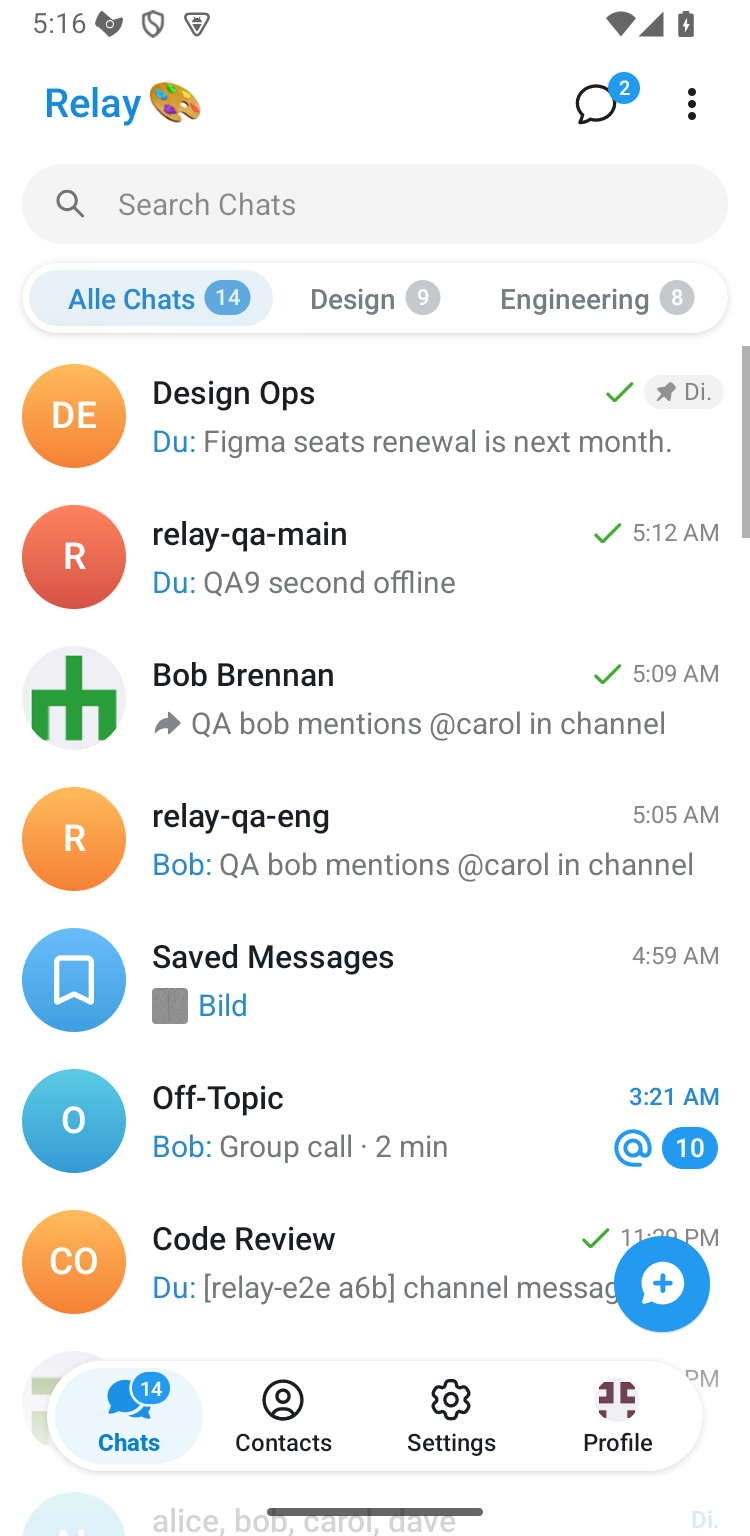 5:16
Relay
2
Search Chats
Alle Chats 14 Design 9 Engineering 8
DE Design Ops Di.
Du: Figma seats renewal is next month.
R relay-qa-main 5:12 AM
Du: QA9 second offline
Bob Brennan 5:09 AM
QA bob mentions @carol in channel
R relay-qa-eng 5:05 AM
Bob: QA bob mentions @carol in channel
Saved Messages 4:59 AM
Bild
O Off-Topic 3:21 AM
Bob: Group call · 2 min @ 10
CO Code Review PM
Du: [relay-e2e a6b] channel messag
PM
14
Chats Contacts Settings Profile
alice, bob, carol, dave Di.